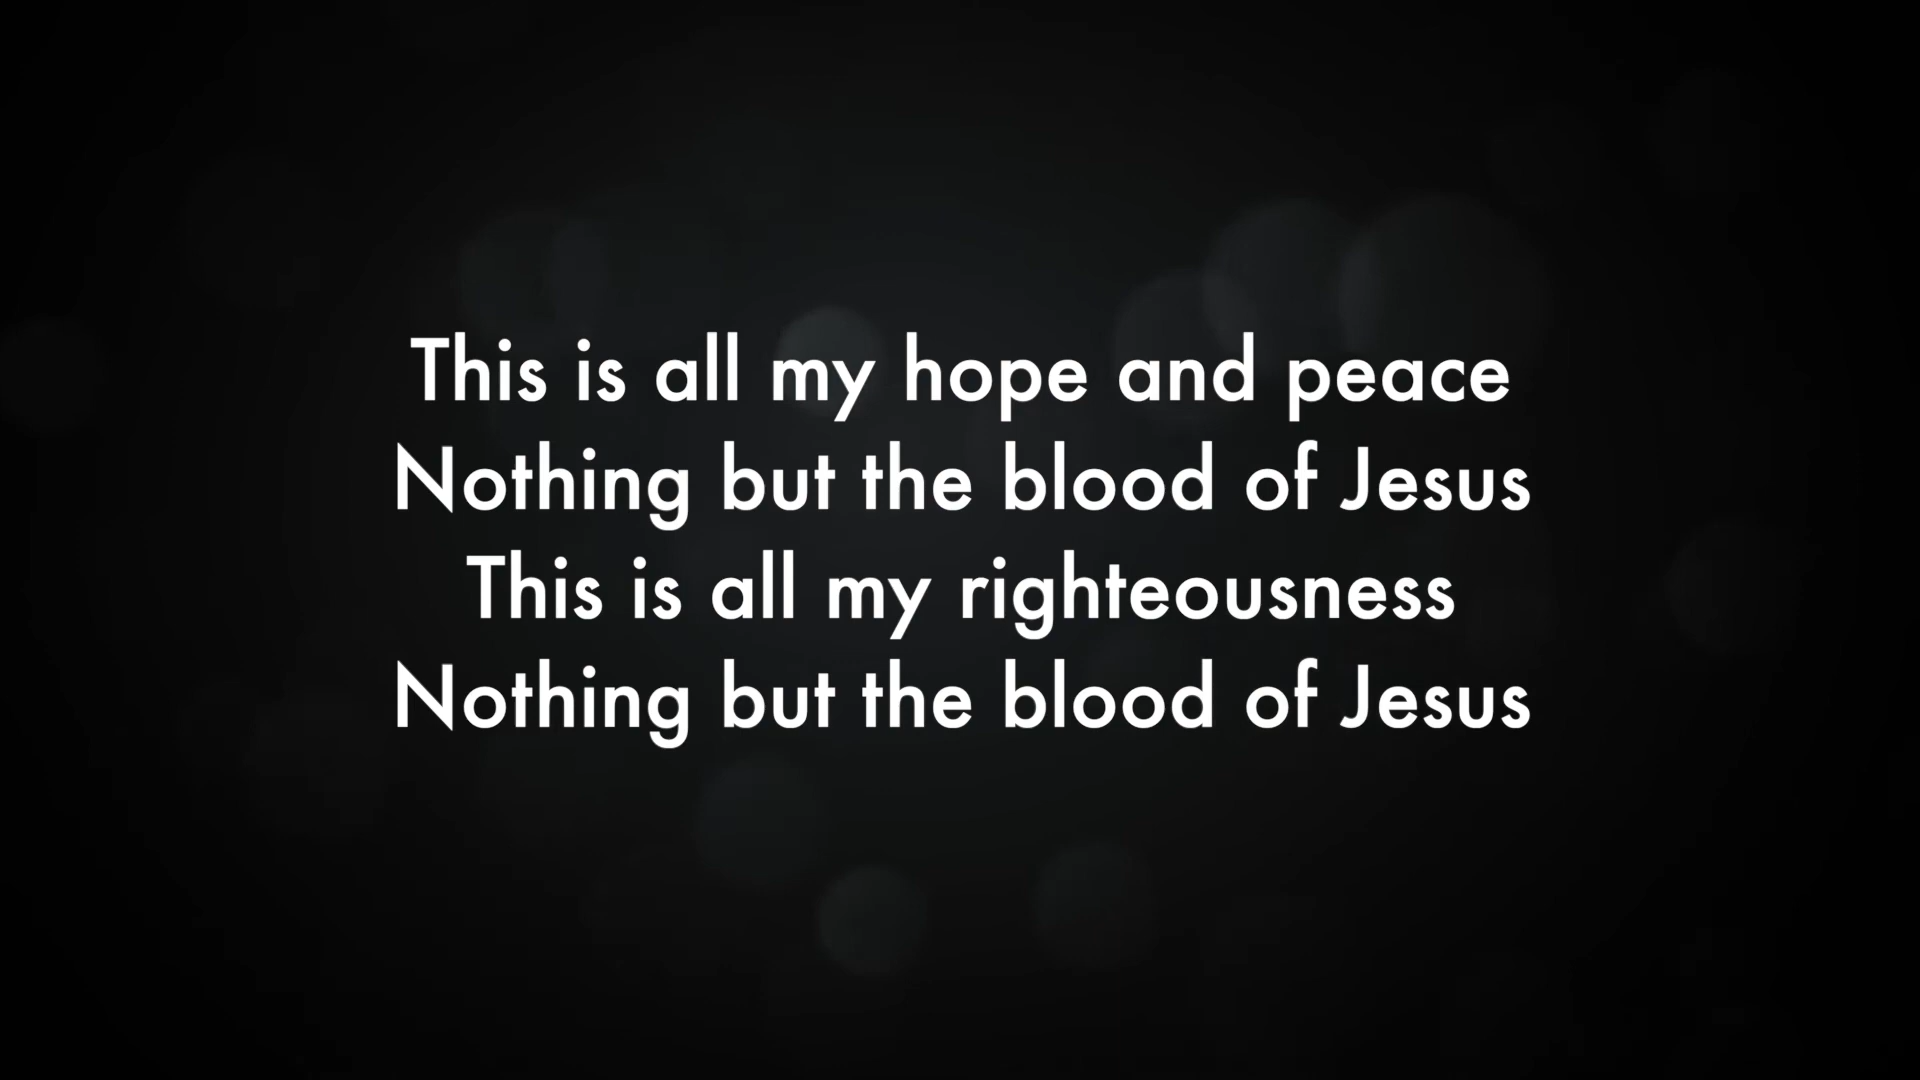 This is all my hope and peace
Nothing but the blood of Jesus
This is all my righteousness
Nothing but the blood of Jesus